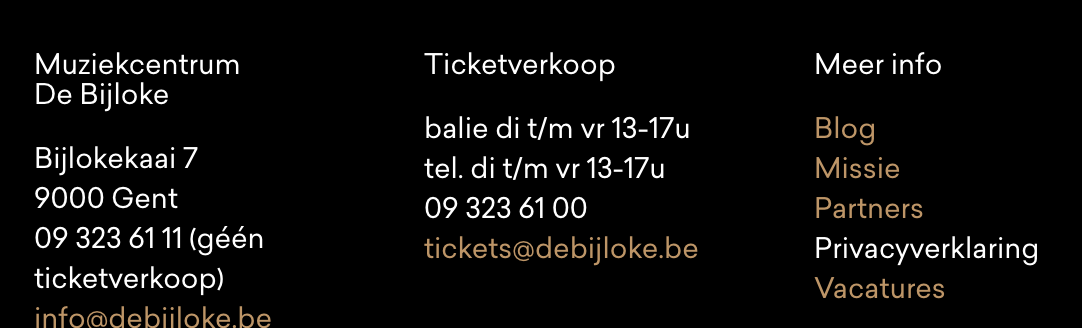 Muziekcentrum
De Bijloke
Bijlokekaai 7
9000 Gent
09 323 61 11 (géén
ticketverkoop)
info@debijloke.be
Ticketverkoop
balie di t/m vr 13-17u
tel. di t/m vr 13-17u
09 323 61 00
tickets@debijloke.be
Meer info
Blog
Missie
Partners
Privacyverklaring
Vacatures